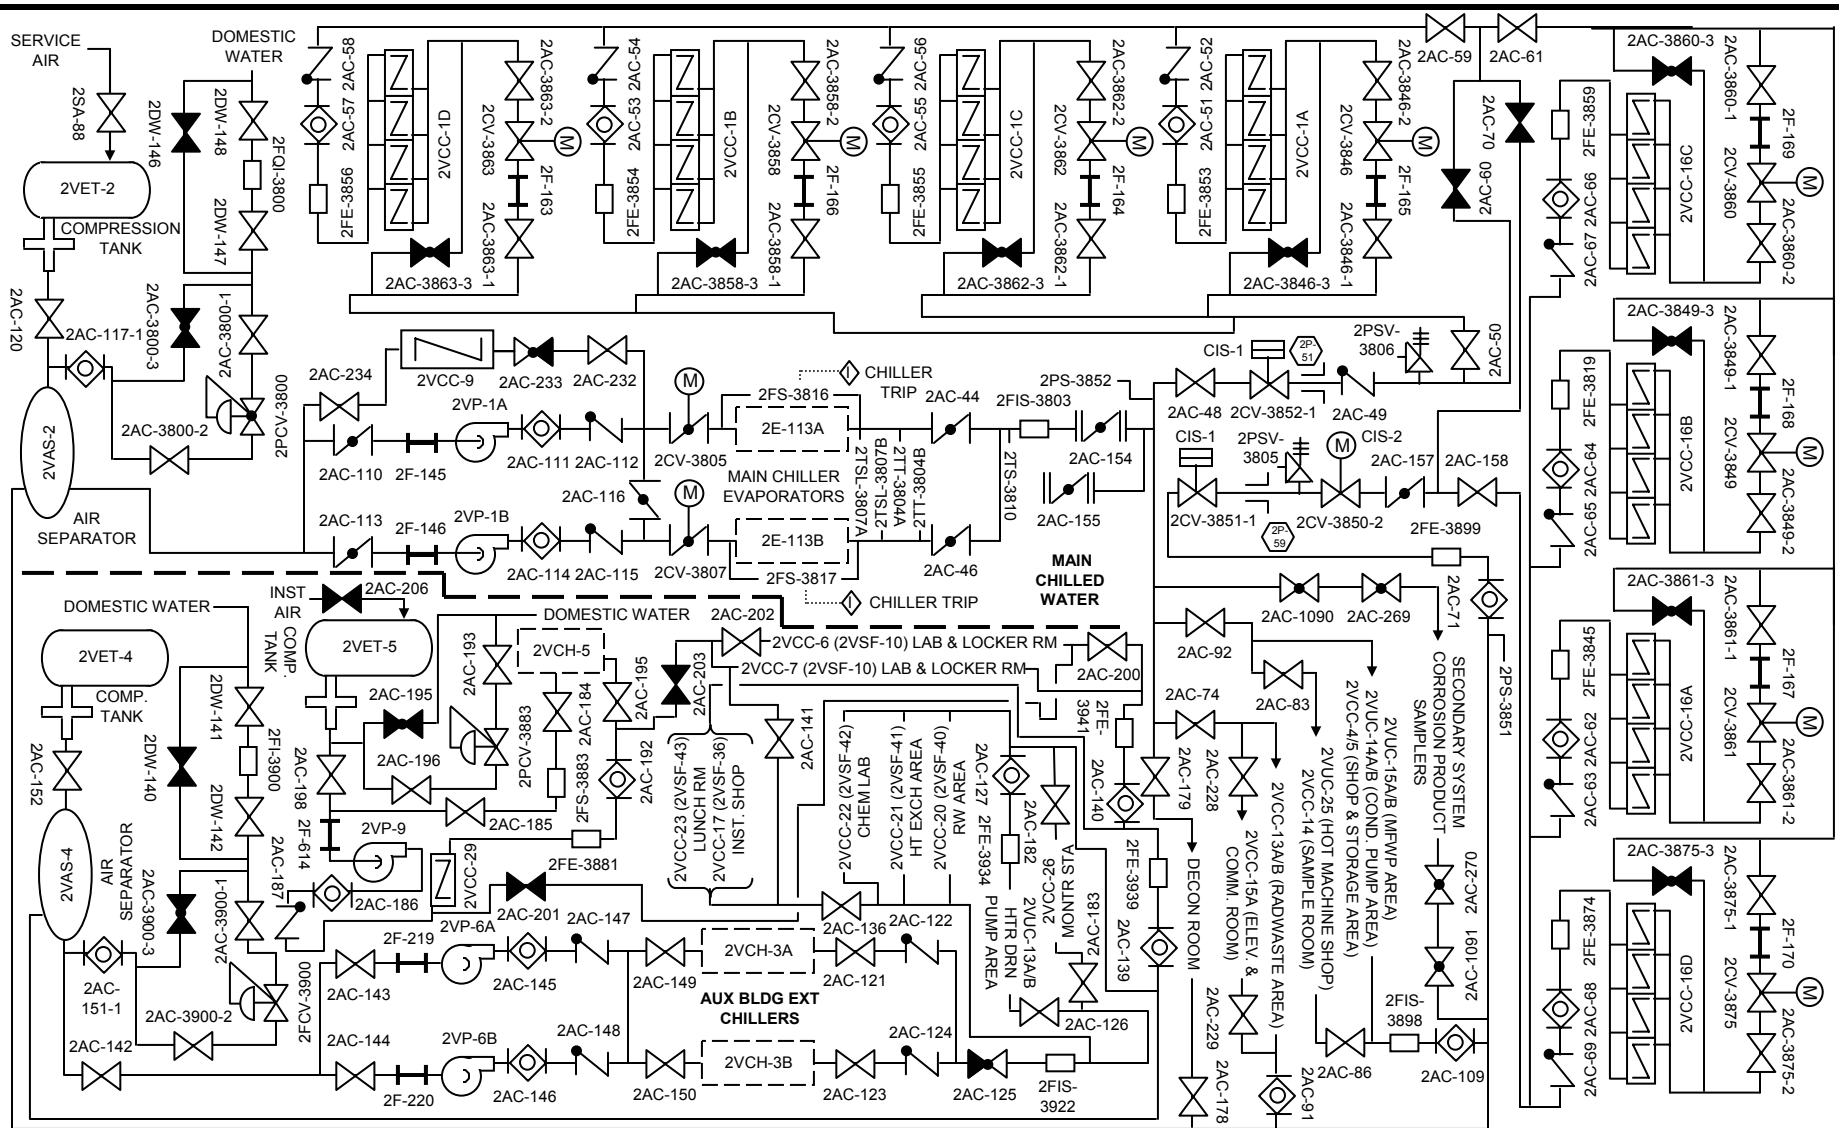 SERVICE
AIR
2SA-88
2VET-2
COMPRESSION
TANK
2AC-120
2AC-117-1
2VAS-2
AIR
SEPARATOR
DOMESTIC
WATER
2DW-146
2DW-148
2FQI-3800
2DW-147
2AC-3800-3
2AC-3800-1
2AC-3800-2
2PCV-3800
2AC-58
2AC-57
2FE-3856
2VCC-1D
2AC-3863-2
2CV-3863
M
2F-163
2AC-3863-1
2AC-3863-3
2AC-54
2AC-53
2FE-3854
2VCC-1B
2AC-3858-2
2CV-3858
M
2F-166
2AC-3858-1
2AC-3858-3
2AC-56
2AC-55
2FE-3855
2VCC-1C
2AC-3862-2
2CV-3862
M
2F-164
2AC-3862-1
2AC-3862-3
2AC-52
2AC-51
2FE-3853
2VCC-1A
2AC-3846-2
2CV-3846
M
2F-165
2AC-3846-1
2AC-3846-3
2AC-59
2AC-61
2AC-70
2AC-60
2AC-50
2AC-3860-3
2AC-3860-1
2F-169
2CV-3860
M
2AC-3860-2
2VCC-16C
2FE-3859
2AC-66
2AC-67
2AC-3849-3
2AC-3849-1
2F-168
2CV-3849
M
2AC-3849-2
2VCC-16B
2FE-3819
2AC-64
2AC-65
2AC-3861-3
2AC-3861-1
2F-167
2CV-3861
M
2AC-3861-2
2VCC-16A
2FE-3845
2AC-62
2AC-63
2AC-3875-3
2AC-3875-1
2F-170
2CV-3875
M
2AC-3875-2
2VCC-16D
2FE-3874
2AC-68
2AC-69
2AC-234
2VCC-9
2AC-233
2AC-232
2AC-110
2F-145
2VP-1A
2AC-111
2AC-112
M
2CV-3805
2FS-3816
I
CHILLER
TRIP
2E-113A
MAIN CHILLER
EVAPORATORS
2AC-116
2AC-113
2F-146
2VP-1B
2AC-114
2AC-115
M
2CV-3807
2E-113B
2FS-3817
I
CHILLER TRIP
2TSL-3807A
2TSL-3807B
2TT-3804A
2TT-3804B
2AC-44
2AC-46
2TS-3810
2FIS-3803
2AC-154
2AC-155
2PS-3852
2AC-48
CIS-1
2P-
51
2CV-3852-1
2AC-49
2PSV-
3806
CIS-1
2CV-3851-1
2P-
59
2PSV-
3805
CIS-2
M
2CV-3850-2
2AC-157
2AC-158
2FE-3899
2AC-71
2PS-3851
MAIN
CHILLED
WATER
DOMESTIC WATER
2VET-4
COMP.
TANK
2AC-152
2VAS-4
AIR
SEPARATOR
2AC-
151-1
2DW-140
2DW-141
2FI-3900
2DW-142
2AC-3900-3
2AC-3900-1
2AC-3900-2
2FCV-3900
2AC-142
INST
AIR
2AC-206
COMP.
TANK
2VET-5
2AC-195
2AC-196
2AC-193
2AC-198
2F-614
2AC-187
2VP-9
2AC-186
2AC-185
2PCV-3883
DOMESTIC WATER
2VCH-5
2AC-184
2FS-3883
2AC-195
2AC-192
2VCC-29
2FE-3881
2AC-201
2AC-202
2AC-203
2VCC-6 (2VSF-10) LAB & LOCKER RM
2VCC-7 (2VSF-10) LAB & LOCKER RM
2AC-200
2VCC-23 (2VSF-43)
LUNCH RM
2VCC-17 (2VSF-36)
INST. SHOP
2AC-141
2VCC-22 (2VSF-42)
CHEM LAB
2VCC-21 (2VSF-41)
HT EXCH AREA
2VCC-20 (2VSF-40)
RW AREA
2AC-127
2FE-3934
2AC-182
2VUC-13A/B
HTR DRN
PUMP AREA
2VCC-26
MONTR STA
2AC-183
2FE-
3941
2AC-140
2FE-3939
2AC-139
2AC-143
2F-219
2VP-6A
2AC-145
2AC-147
2AC-149
2VCH-3A
2AC-136
2AC-121
2AC-122
2AC-144
2F-220
2VP-6B
2AC-146
2AC-148
2AC-150
2VCH-3B
AUX BLDG EXT
CHILLERS
2AC-123
2AC-124
2AC-125
2AC-126
2FIS-
3922
2AC-1090
2AC-269
2AC-92
2AC-83
2AC-74
2AC-179
2AC-228
DECON ROOM
2AC-229
2AC-178
2VCC-15A (ELEV. &
COMM. ROOM)
2VCC-13A/B (RADWASTE AREA)
2AC-91
2VCC-14 (SAMPLE ROOM)
2VUC-25 (HOT MACHINE SHOP)
2VCC-4/5 (SHOP & STORAGE AREA)
2VUC-14A/B (COND. PUMP AREA)
2VUC-15A/B (MFWP AREA)
2AC-86
2FIS-
3898
2AC-109
SECONDARY SYSTEM
CORROSION PRODUCT
SAMPLERS
2AC-270
2AC-1091